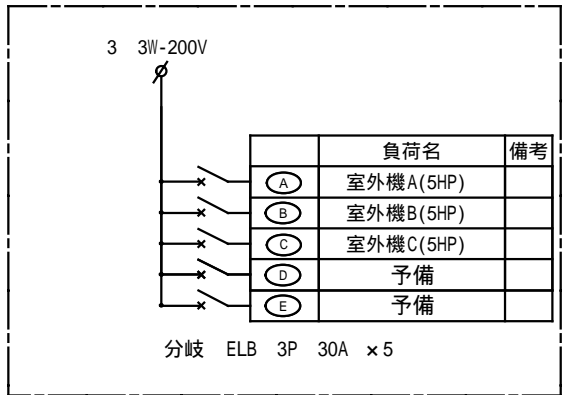 3 3W-200V
負荷名 備考
A 室外機A(5HP)
B 室外機B(5HP)
C 室外機C(5HP)
D 予備
E 予備
分岐 ELB 3P 30A ×5